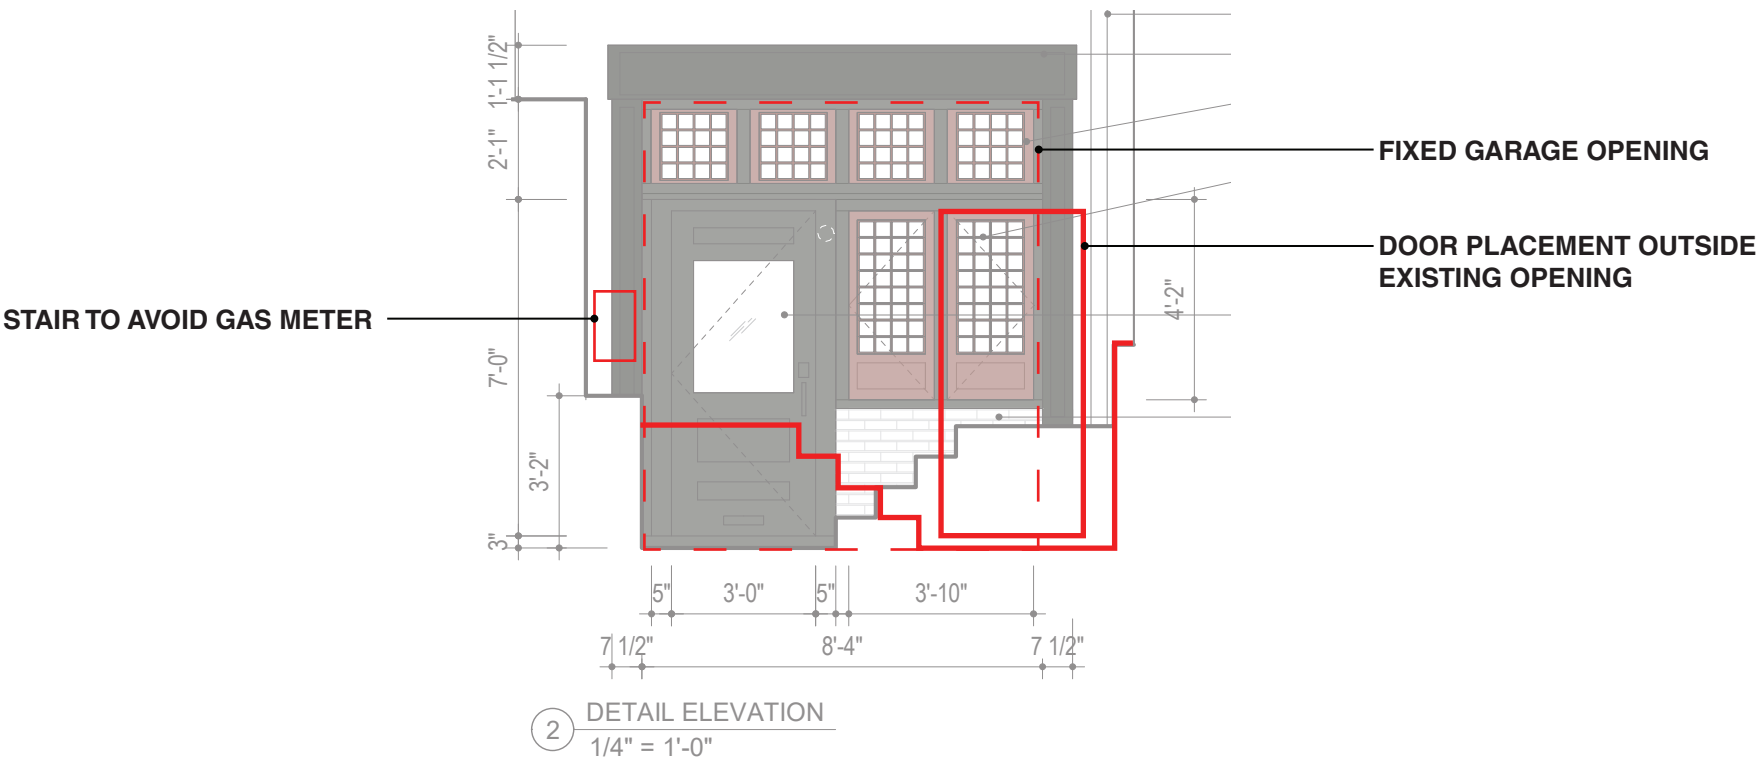 1'-1 1/2"
2'-1"
FIXED GARAGE OPENING
DOOR PLACEMENT OUTSIDE
EXISTING OPENING
4'-2"
STAIR TO AVOID GAS METER
7'-0"
3'-2"
3"
5" 3'-0" 5" 3'-10"
7 1/2" 8'-4" 7 1/2"
2 DETAIL ELEVATION
1/4" = 1'-0"